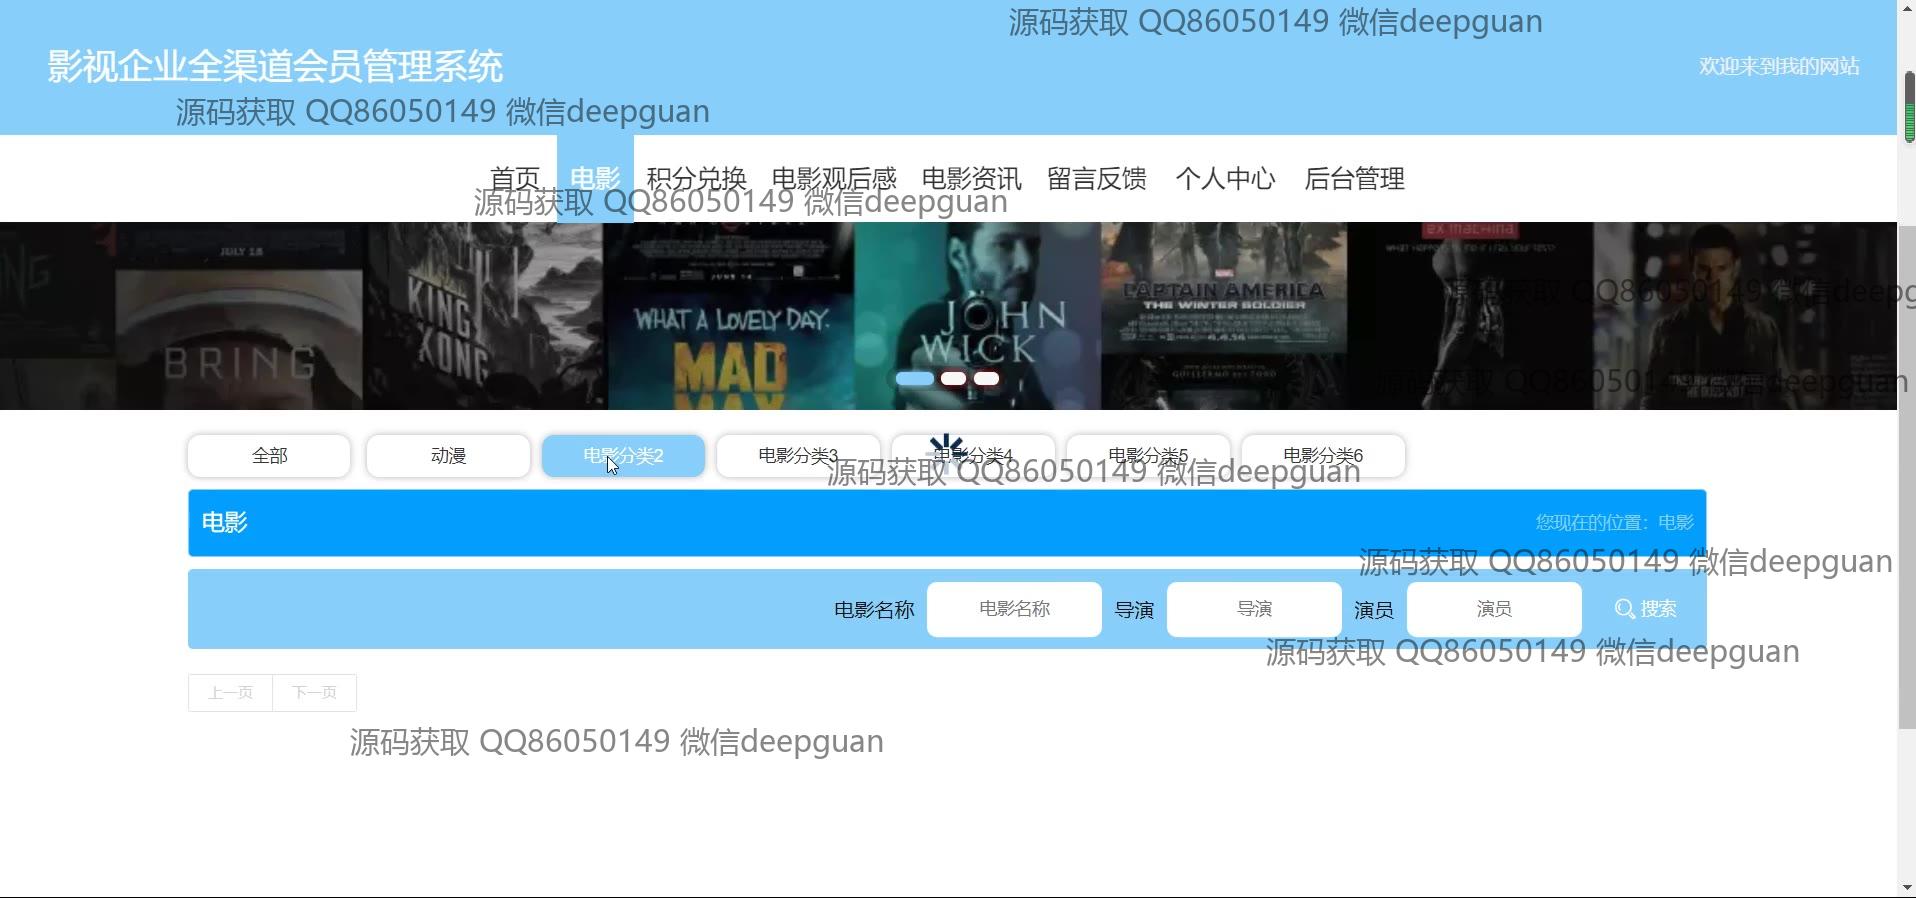 源码获取 QQ86050149 微信deepguan
影视企业全渠道会员管理系统
欢迎来到我的网站
源码获取 QQ86050149 微信deepguan
首页
电影
积分兑换
电影观后感
电影资讯
留言反馈
个人中心
后台管理
源码获取 QQ86050149 微信deepguan
JULY 18
BRING
KING
KONG
JUNE 14
WHAT A LOVELY DAY.
MAD
MAX
JOHN
WICK
MARVEL
CAPTAIN AMERICA
THE WINTER SOLDIER
4.4.14
GUILLERMO DEL TORO
ex machina
源码获取 QQ86050149 微信deepg
源码获取 QQ86050149 微信deepguan
全部
动漫
电影分类2
电影分类3
电影分类4
电影分类5
电影分类6
源码获取 QQ86050149 微信deepguan
电影
您现在的位置：电影
源码获取 QQ86050149 微信deepguan
电影名称
电影名称
导演
导演
演员
演员
搜索
源码获取 QQ86050149 微信deepguan
上一页
下一页
源码获取 QQ86050149 微信deepguan